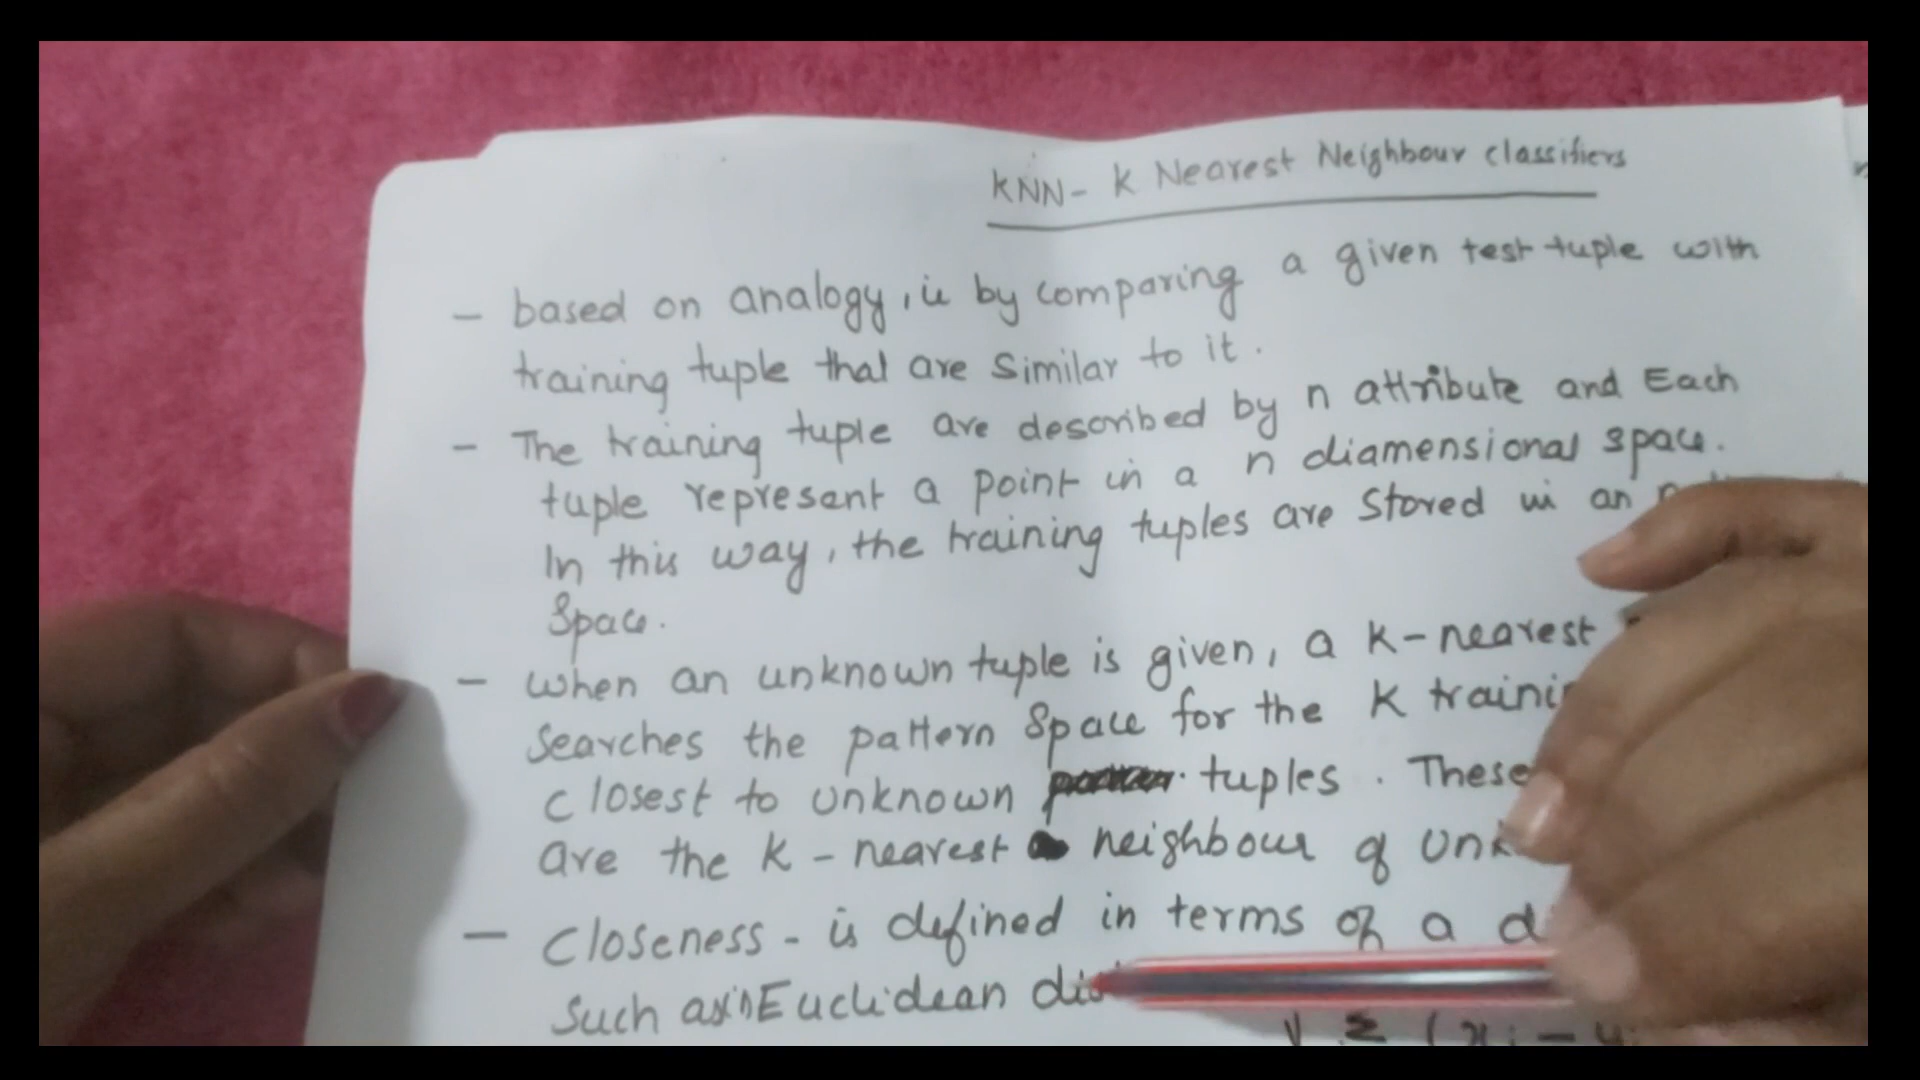 KNN - K Nearest Neighbour classifiers
- based on analogy, ie by comparing a given test tuple with
training tuple that are similar to it.
- The training tuple are described by n attribute and Each
tuple represent a point in a n diamensional space.
In this way, the training tuples are stored in an
Space.
- when an unknown tuple is given, a k-nearest
searches the pattern space for the K
closest to unknown tuples. These
are the k-nearest neighbour of
- Closeness - is defined in terms of a
Such as Euclidean
√ Σ (xi -